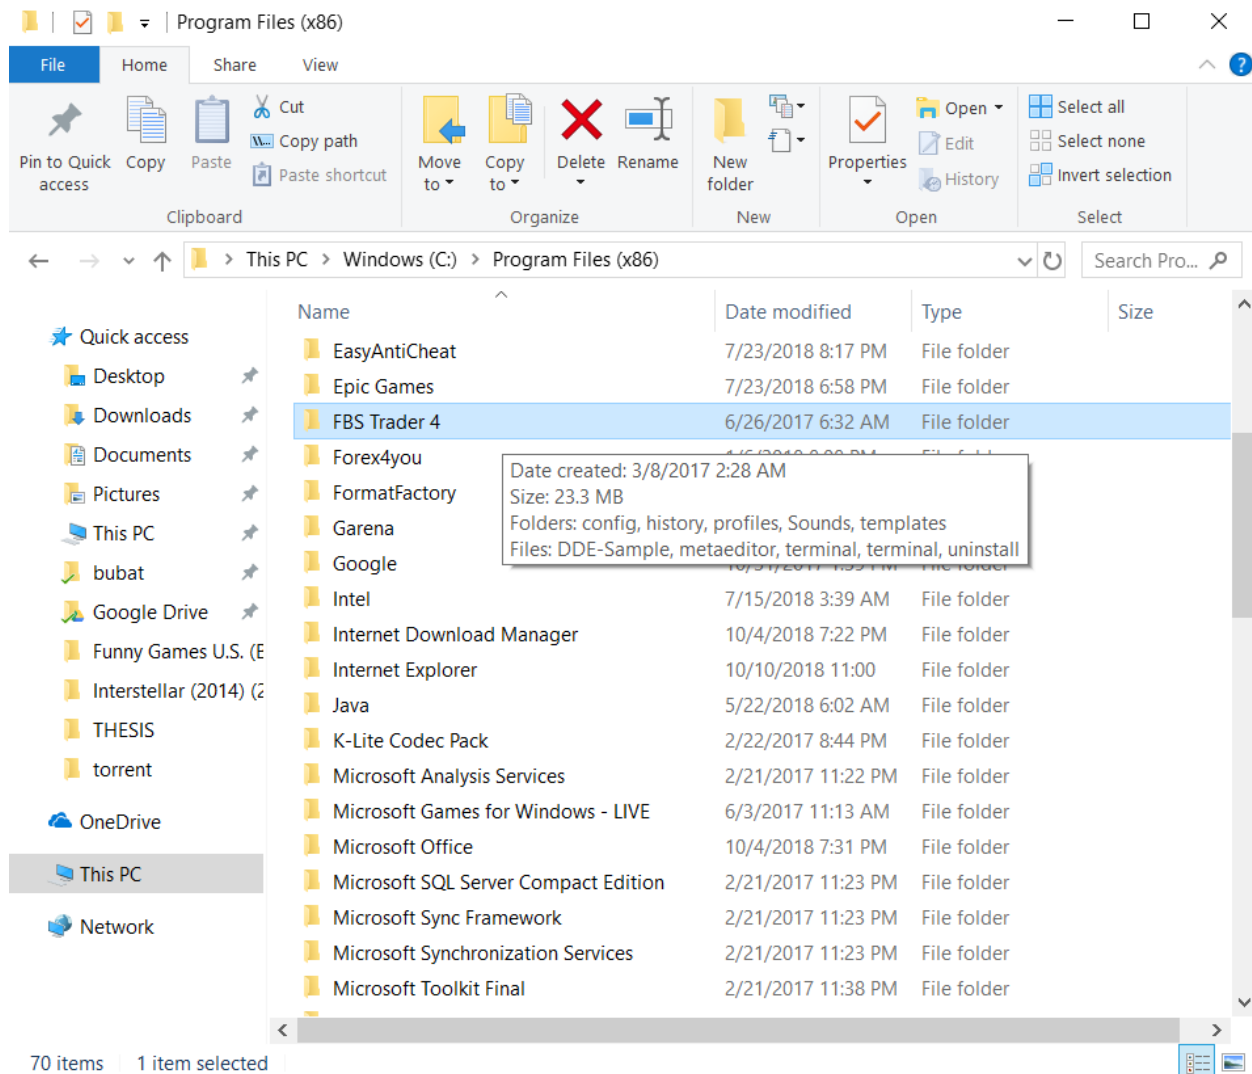 Program Files (x86)
File Home Share View
Pin to Quick access
Copy
Paste
Cut
Copy path
Paste shortcut
Clipboard
Move to
Copy to
Delete
Rename
Organize
New folder
New
Properties
Open
Edit
History
Open
Select all
Select none
Invert selection
Select
This PC > Windows (C:) > Program Files (x86)
Search Pro...
Quick access
Desktop
Downloads
Documents
Pictures
This PC
bubat
Google Drive
Funny Games U.S. (E
Interstellar (2014) (2
THESIS
torrent
OneDrive
This PC
Network
Name Date modified Type Size
EasyAntiCheat 7/23/2018 8:17 PM File folder
Epic Games 7/23/2018 6:58 PM File folder
FBS Trader 4 6/26/2017 6:32 AM File folder
Forex4you
FormatFactory
Garena
Google
Date created: 3/8/2017 2:28 AM
Size: 23.3 MB
Folders: config, history, profiles, Sounds, templates
Files: DDE-Sample, metaeditor, terminal, terminal, uninstall
Intel 7/15/2018 3:39 AM File folder
Internet Download Manager 10/4/2018 7:22 PM File folder
Internet Explorer 10/10/2018 11:00 File folder
Java 5/22/2018 6:02 AM File folder
K-Lite Codec Pack 2/22/2017 8:44 PM File folder
Microsoft Analysis Services 2/21/2017 11:22 PM File folder
Microsoft Games for Windows - LIVE 6/3/2017 11:13 AM File folder
Microsoft Office 10/4/2018 7:31 PM File folder
Microsoft SQL Server Compact Edition 2/21/2017 11:23 PM File folder
Microsoft Sync Framework 2/21/2017 11:23 PM File folder
Microsoft Synchronization Services 2/21/2017 11:23 PM File folder
Microsoft Toolkit Final 2/21/2017 11:38 PM File folder
70 items 1 item selected